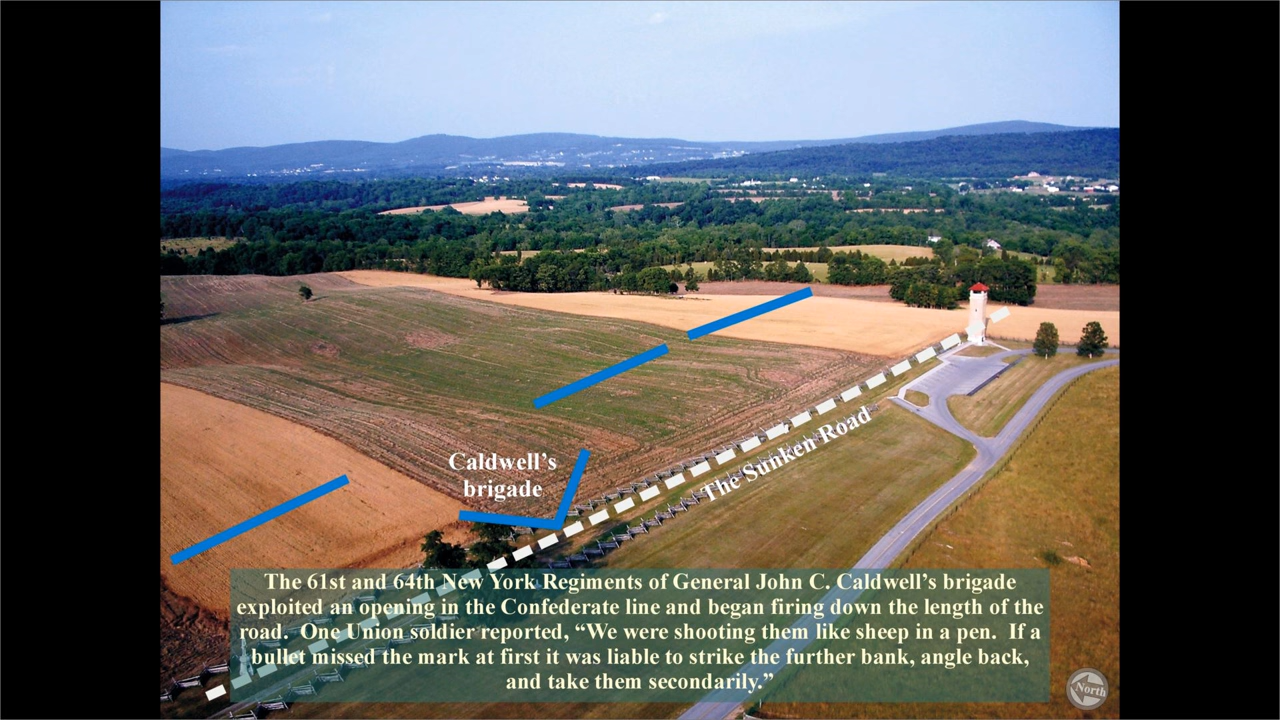 Caldwell’s
brigade
The Sunken Road
The 61st and 64th New York Regiments of General John C. Caldwell’s brigade
exploited an opening in the Confederate line and began firing down the length of the
road.  One Union soldier reported, “We were shooting them like sheep in a pen.  If a
bullet missed the mark at first it was liable to strike the further bank, angle back,
and take them secondarily.”
North